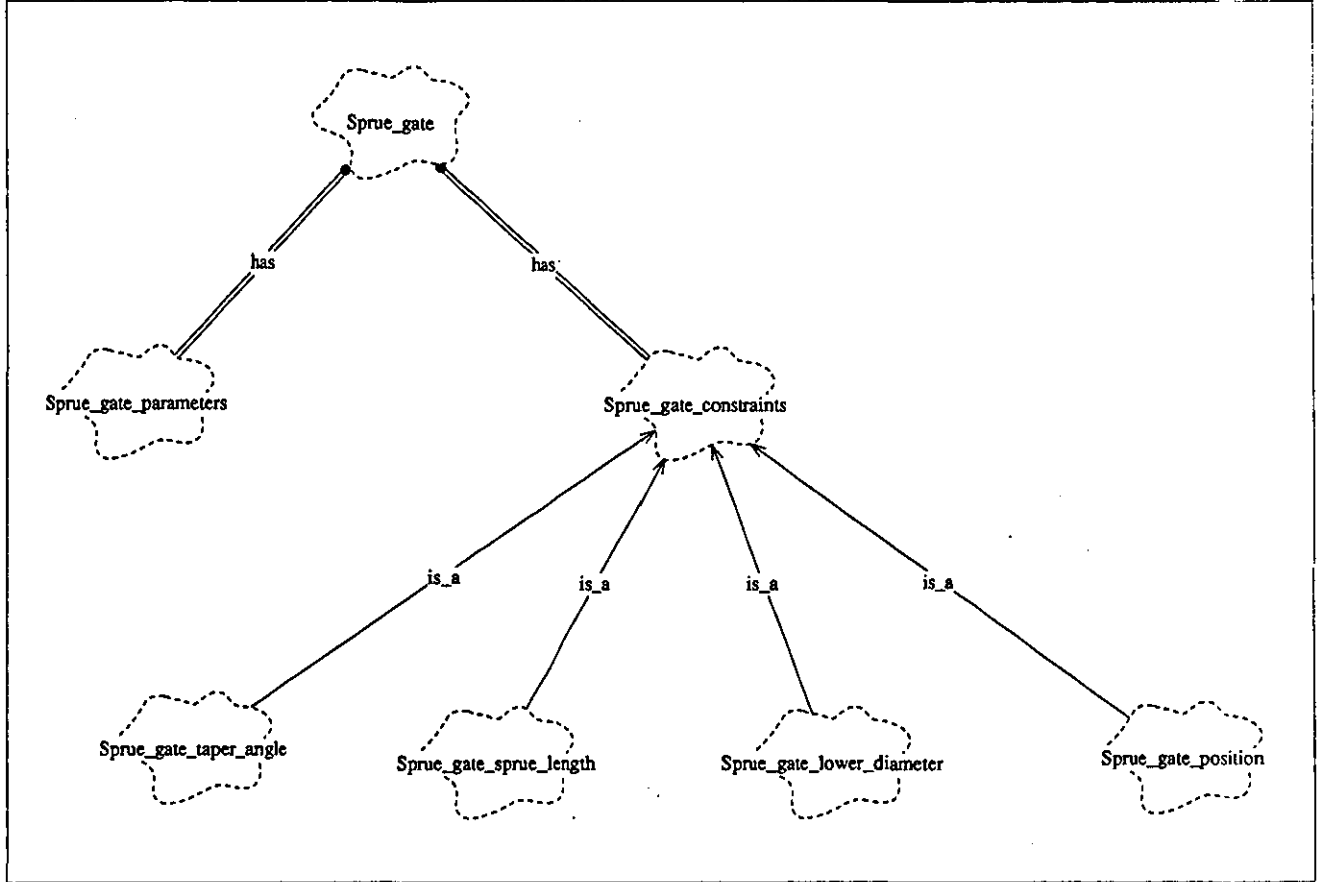 Sprue_gate
has
has
Sprue_gate_parameters
Sprue_gate_constraints
is_a
is_a
is_a
is_a
Sprue_gate_taper_angle
Sprue_gate_sprue_length
Sprue_gate_lower_diameter
Sprue_gate_position